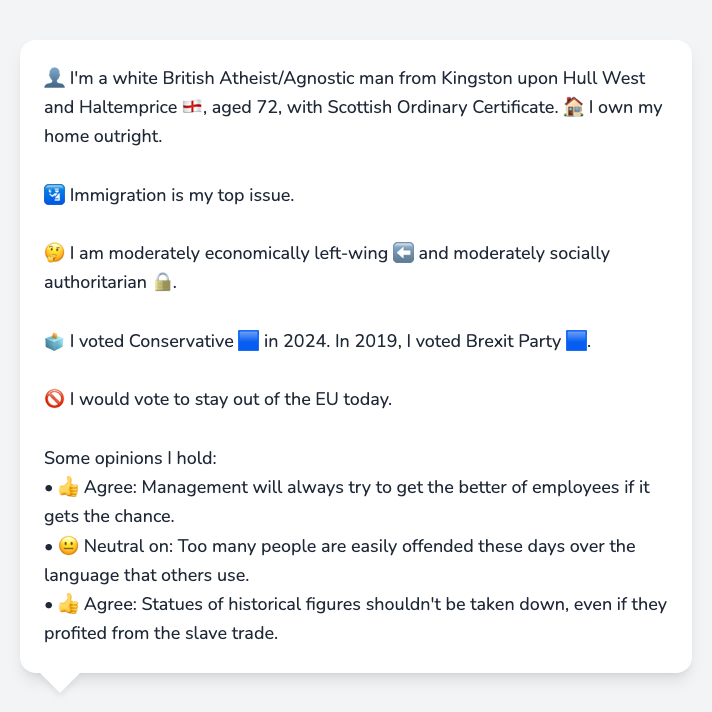 👤 I'm a white British Atheist/Agnostic man from Kingston upon Hull West
and Haltemprice 🏴󠁧󠁢󠁥󠁮󠁧󠁿, aged 72, with Scottish Ordinary Certificate. 🏠 I own my
home outright.
🛂 Immigration is my top issue.
🤔 I am moderately economically left-wing ⬅️ and moderately socially
authoritarian 🔒.
🗳️ I voted Conservative 🟦 in 2024. In 2019, I voted Brexit Party 🟦.
🚫 I would vote to stay out of the EU today.
Some opinions I hold:
• 👍 Agree: Management will always try to get the better of employees if it
gets the chance.
• 😐 Neutral on: Too many people are easily offended these days over the
language that others use.
• 👍 Agree: Statues of historical figures shouldn't be taken down, even if they
profited from the slave trade.